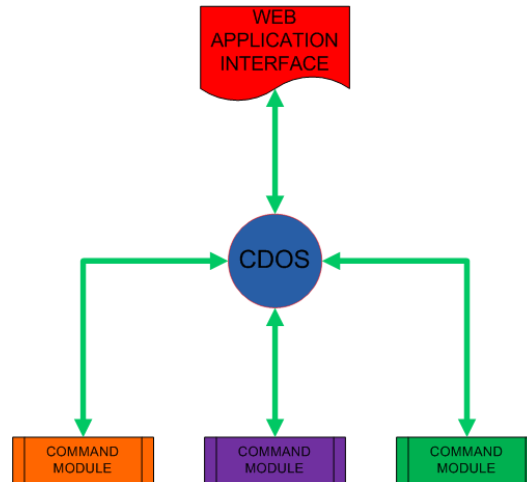 WEB
APPLICATION
INTERFACE
CDOS
COMMAND
MODULE
COMMAND
MODULE
COMMAND
MODULE